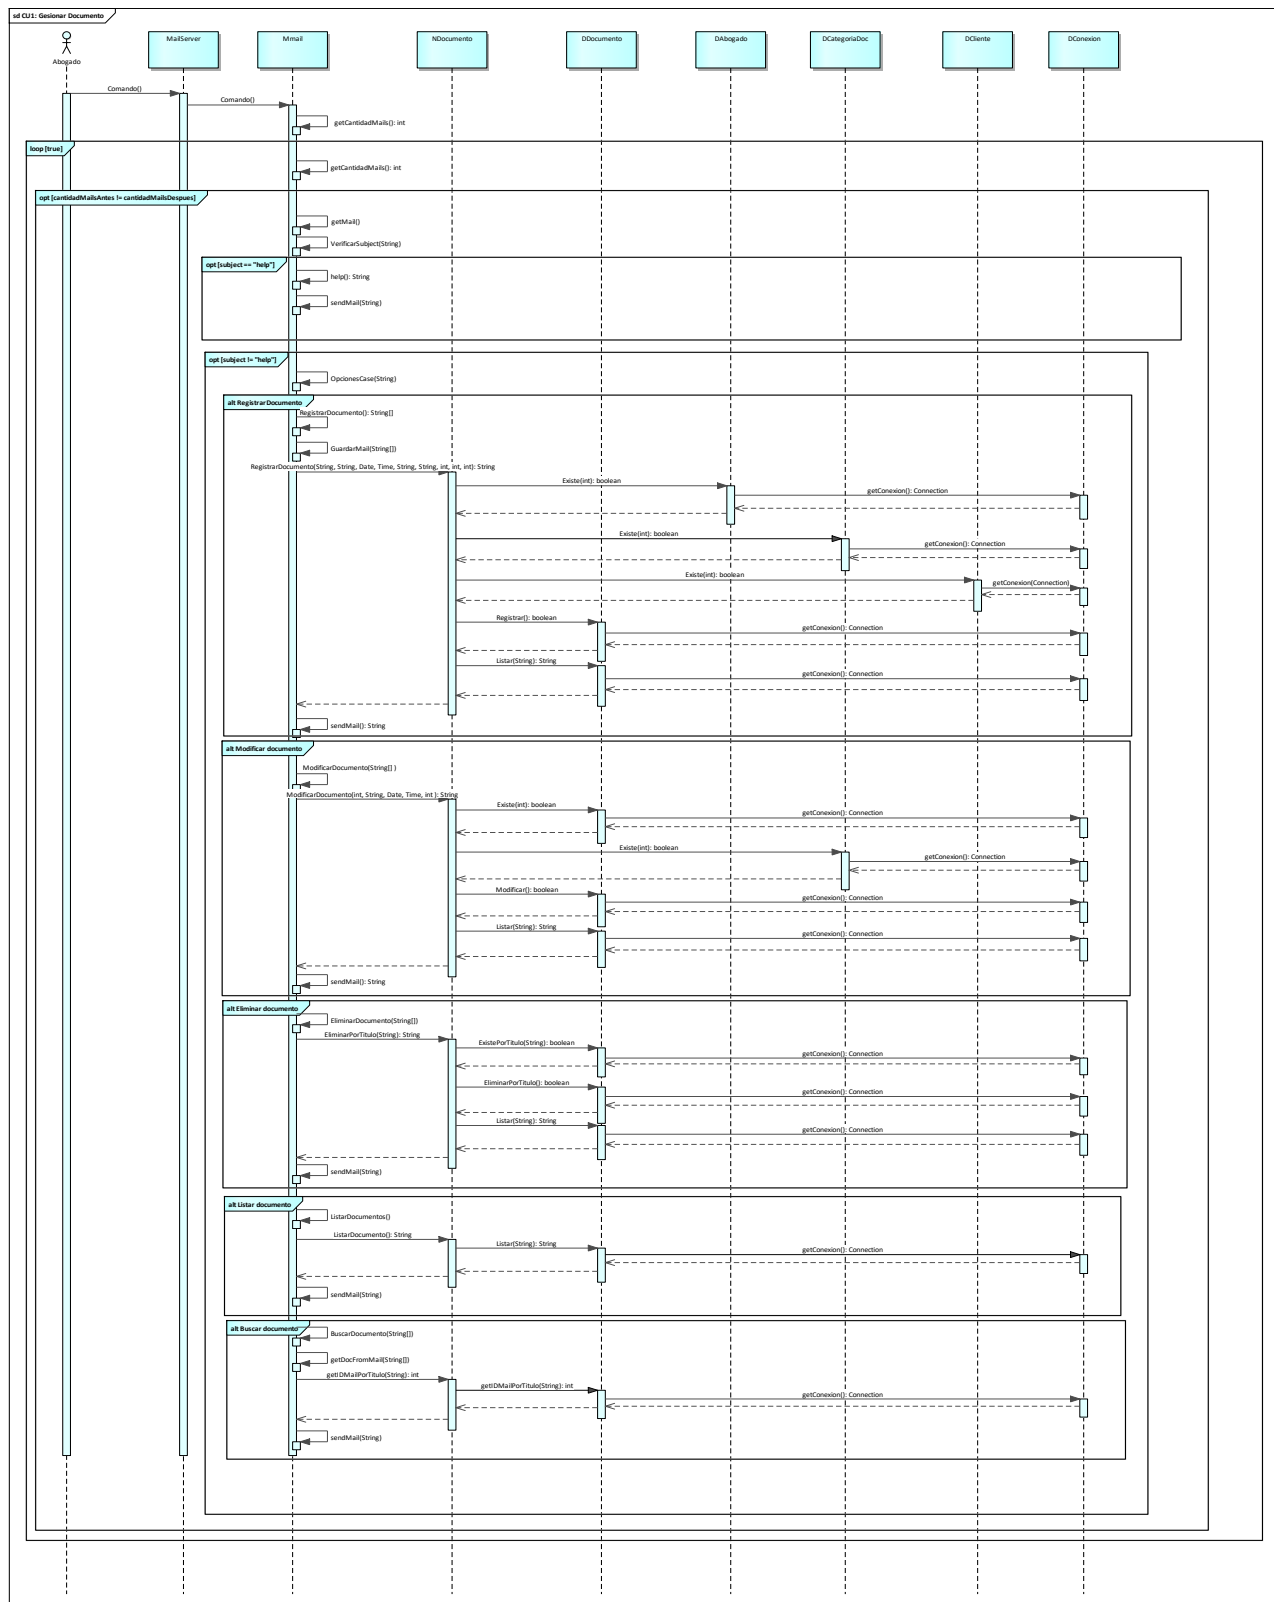 sd CU1: Gesionar Documento
Abogado
MailServer
Mmail
NDocumento
DDocumento
DAbogado
DCategoriaDoc
DCliente
DConexion
Comando()
Comando()
getCantidadMails(): int
loop [true]
getCantidadMails(): int
opt [cantidadMailsAntes != cantidadMailsDespues]
getMail()
VerificarSubject(String)
opt [subject == "help"]
help(): String
sendMail(String)
opt [subject != "help"]
OpcionesCase(String)
alt RegistrarDocumento
RegistrarDocumento(): String[]
GuardarMail(String[])
RegistrarDocumento(String, String, Date, Time, String, String, int, int, int): String
Existe(int): boolean
getConexion(): Connection
Existe(int): boolean
getConexion(): Connection
Existe(int): boolean
getConexion(Connection)
Registrar(): boolean
getConexion(): Connection
Listar(String): String
getConexion(): Connection
sendMail(): String
alt Modificar documento
ModificarDocumento(String[] )
ModificarDocumento(int, String, Date, Time, int ): String
Existe(int): boolean
getConexion(): Connection
Existe(int): boolean
getConexion(): Connection
Modificar(): boolean
getConexion(): Connection
Listar(String): String
getConexion(): Connection
sendMail(): String
alt Eliminar documento
EliminarDocumento(String[])
EliminarPorTitulo(String): String
ExistePorTitulo(String): boolean
getConexion(): Connection
EliminarPorTitulo(): boolean
getConexion(): Connection
Listar(String): String
getConexion(): Connection
sendMail(String)
alt Listar documento
ListarDocumentos()
ListarDocumento(): String
Listar(String): String
getConexion(): Connection
sendMail(String)
alt Buscar documento
BuscarDocumento(String[])
getDocFromMail(String[])
getIDMailPorTitulo(String): int
getIDMailPorTitulo(String): int
getConexion(): Connection
sendMail(String)